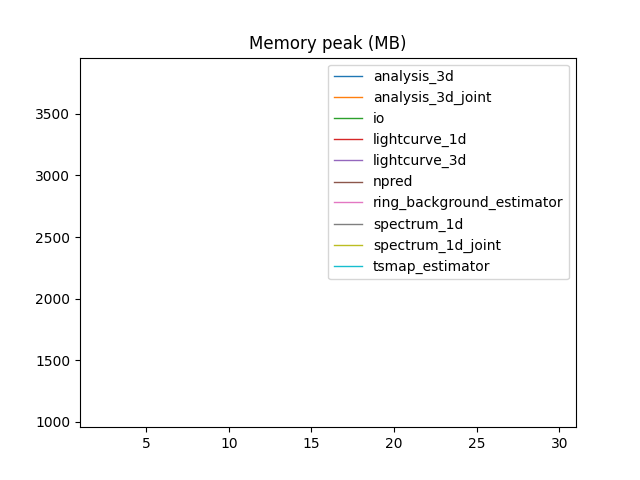 Memory peak (MB)
analysis_3d
analysis_3d_joint
io
lightcurve_1d
lightcurve_3d
npred
ring_background_estimator
spectrum_1d
spectrum_1d_joint
tsmap_estimator
3500
3000
2500
2000
1500
1000
5 10 15 20 25 30